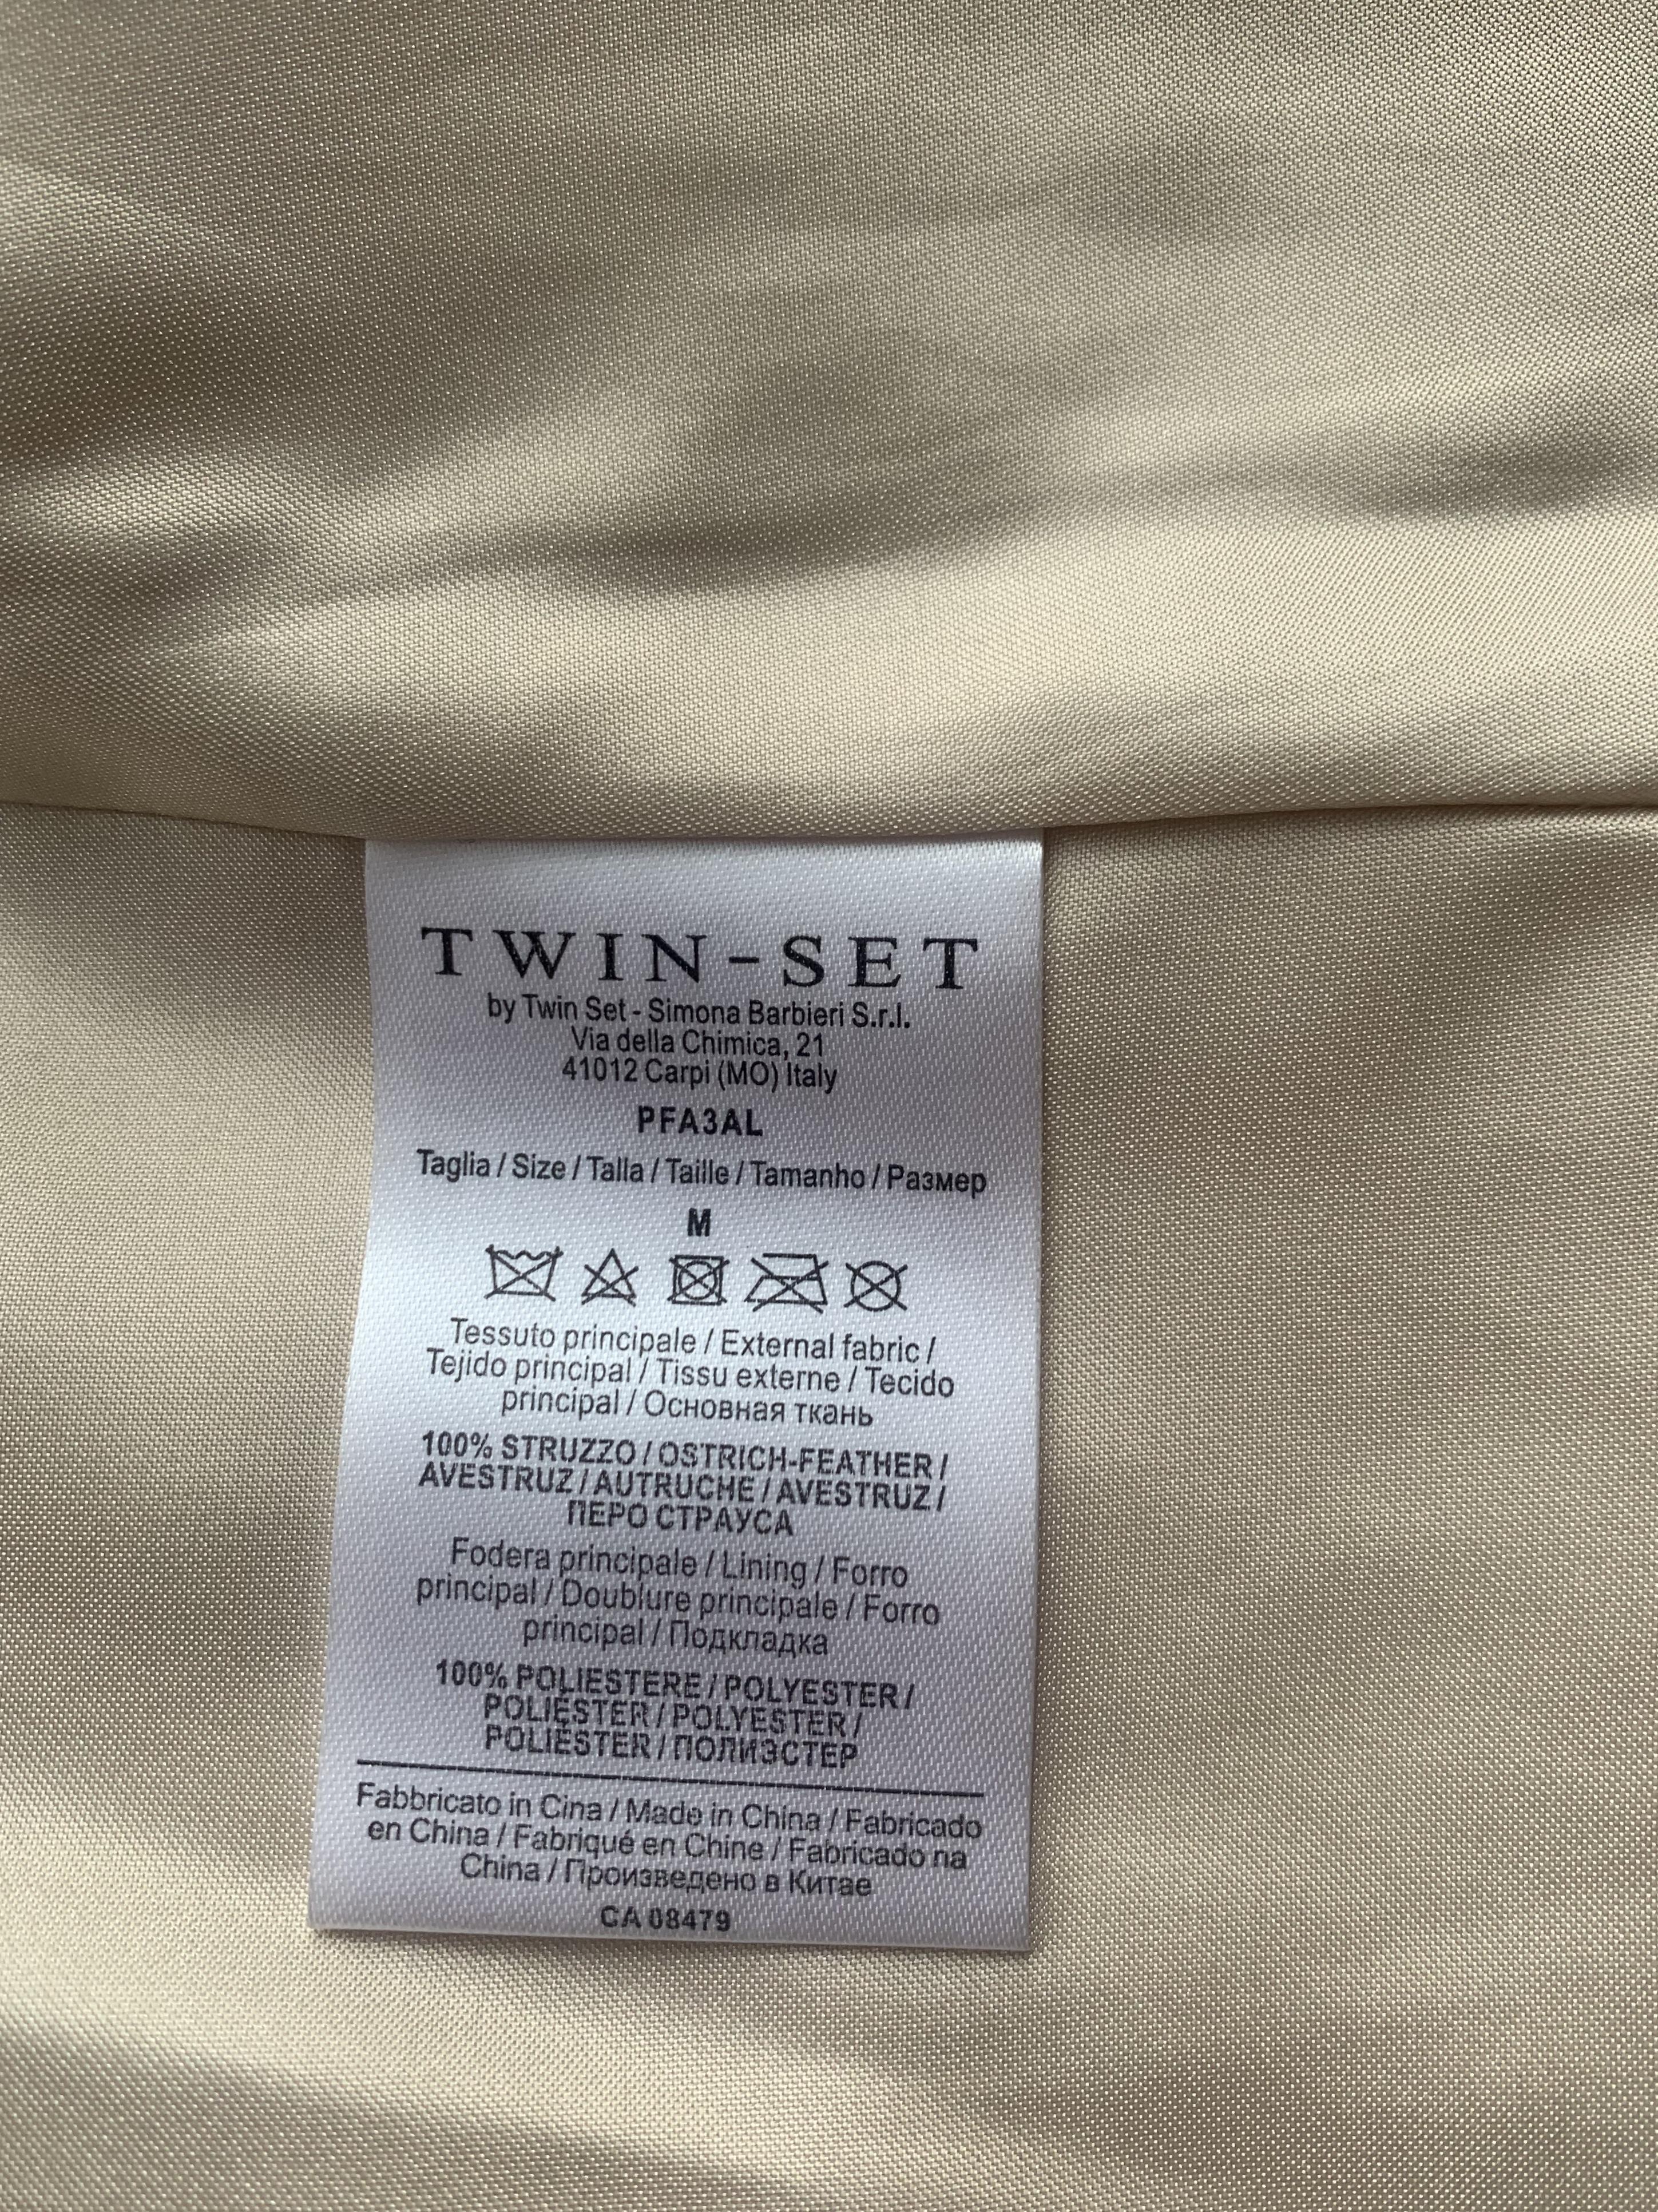 TWIN-SET
by Twin Set - Simona Barbieri S.r.l.
Via della Chimica, 21
41012 Carpi (MO) Italy
PFA3AL
Taglia / Size / Talla / Taille / Tamanho / Размер
M
Tessuto principale / External fabric /
Tejido principal / Tissu externe / Tecido
principal / Основная ткань
100% STRUZZO / OSTRICH-FEATHER /
AVESTRUZ / AUTRUCHE / AVESTRUZ /
ПЕРО СТРАУСА
Fodera principale / Lining / Forro
principal / Doublure principale / Forro
principal / Подкладка
100% POLIESTERE / POLYESTER /
POLIÉSTER / POLYESTER /
POLIÉSTER / ПОЛИЭСТЕР
Fabbricato in Cina / Made in China / Fabricado
en China / Fabriqué en Chine / Fabricado na
China / Произведено в Китае
CA 08479